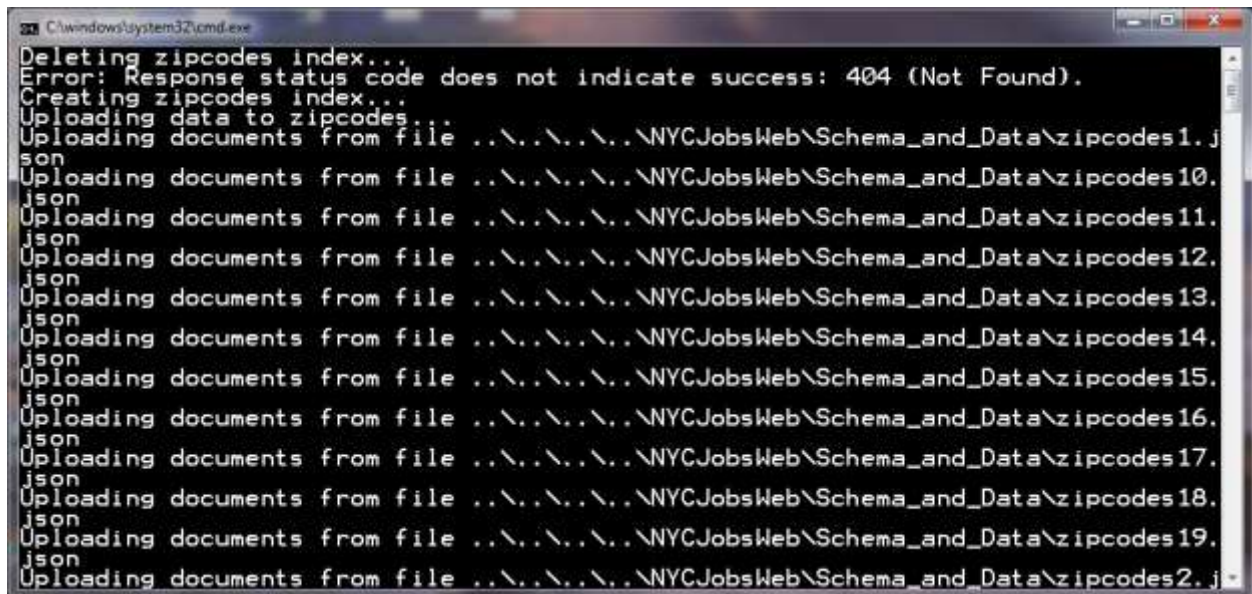 C:\windows\system32\cmd.exe
Deleting zipcodes index...
Error: Response status code does not indicate success: 404 (Not Found).
Creating zipcodes index...
Uploading data to zipcodes...
Uploading documents from file ..\..\..\..\NYCJobsWeb\Schema_and_Data\zipcodes1.j
son
Uploading documents from file ..\..\..\..\NYCJobsWeb\Schema_and_Data\zipcodes10.
json
Uploading documents from file ..\..\..\..\NYCJobsWeb\Schema_and_Data\zipcodes11.
json
Uploading documents from file ..\..\..\..\NYCJobsWeb\Schema_and_Data\zipcodes12.
json
Uploading documents from file ..\..\..\..\NYCJobsWeb\Schema_and_Data\zipcodes13.
json
Uploading documents from file ..\..\..\..\NYCJobsWeb\Schema_and_Data\zipcodes14.
json
Uploading documents from file ..\..\..\..\NYCJobsWeb\Schema_and_Data\zipcodes15.
json
Uploading documents from file ..\..\..\..\NYCJobsWeb\Schema_and_Data\zipcodes16.
json
Uploading documents from file ..\..\..\..\NYCJobsWeb\Schema_and_Data\zipcodes17.
json
Uploading documents from file ..\..\..\..\NYCJobsWeb\Schema_and_Data\zipcodes18.
json
Uploading documents from file ..\..\..\..\NYCJobsWeb\Schema_and_Data\zipcodes19.
json
Uploading documents from file ..\..\..\..\NYCJobsWeb\Schema_and_Data\zipcodes2.j